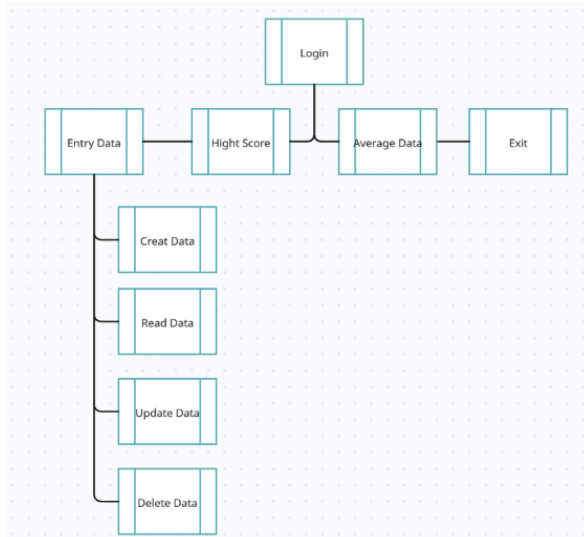 Login
Entry Data
Hight Score
Average Data
Exit
Creat Data
Read Data
Update Data
Delete Data